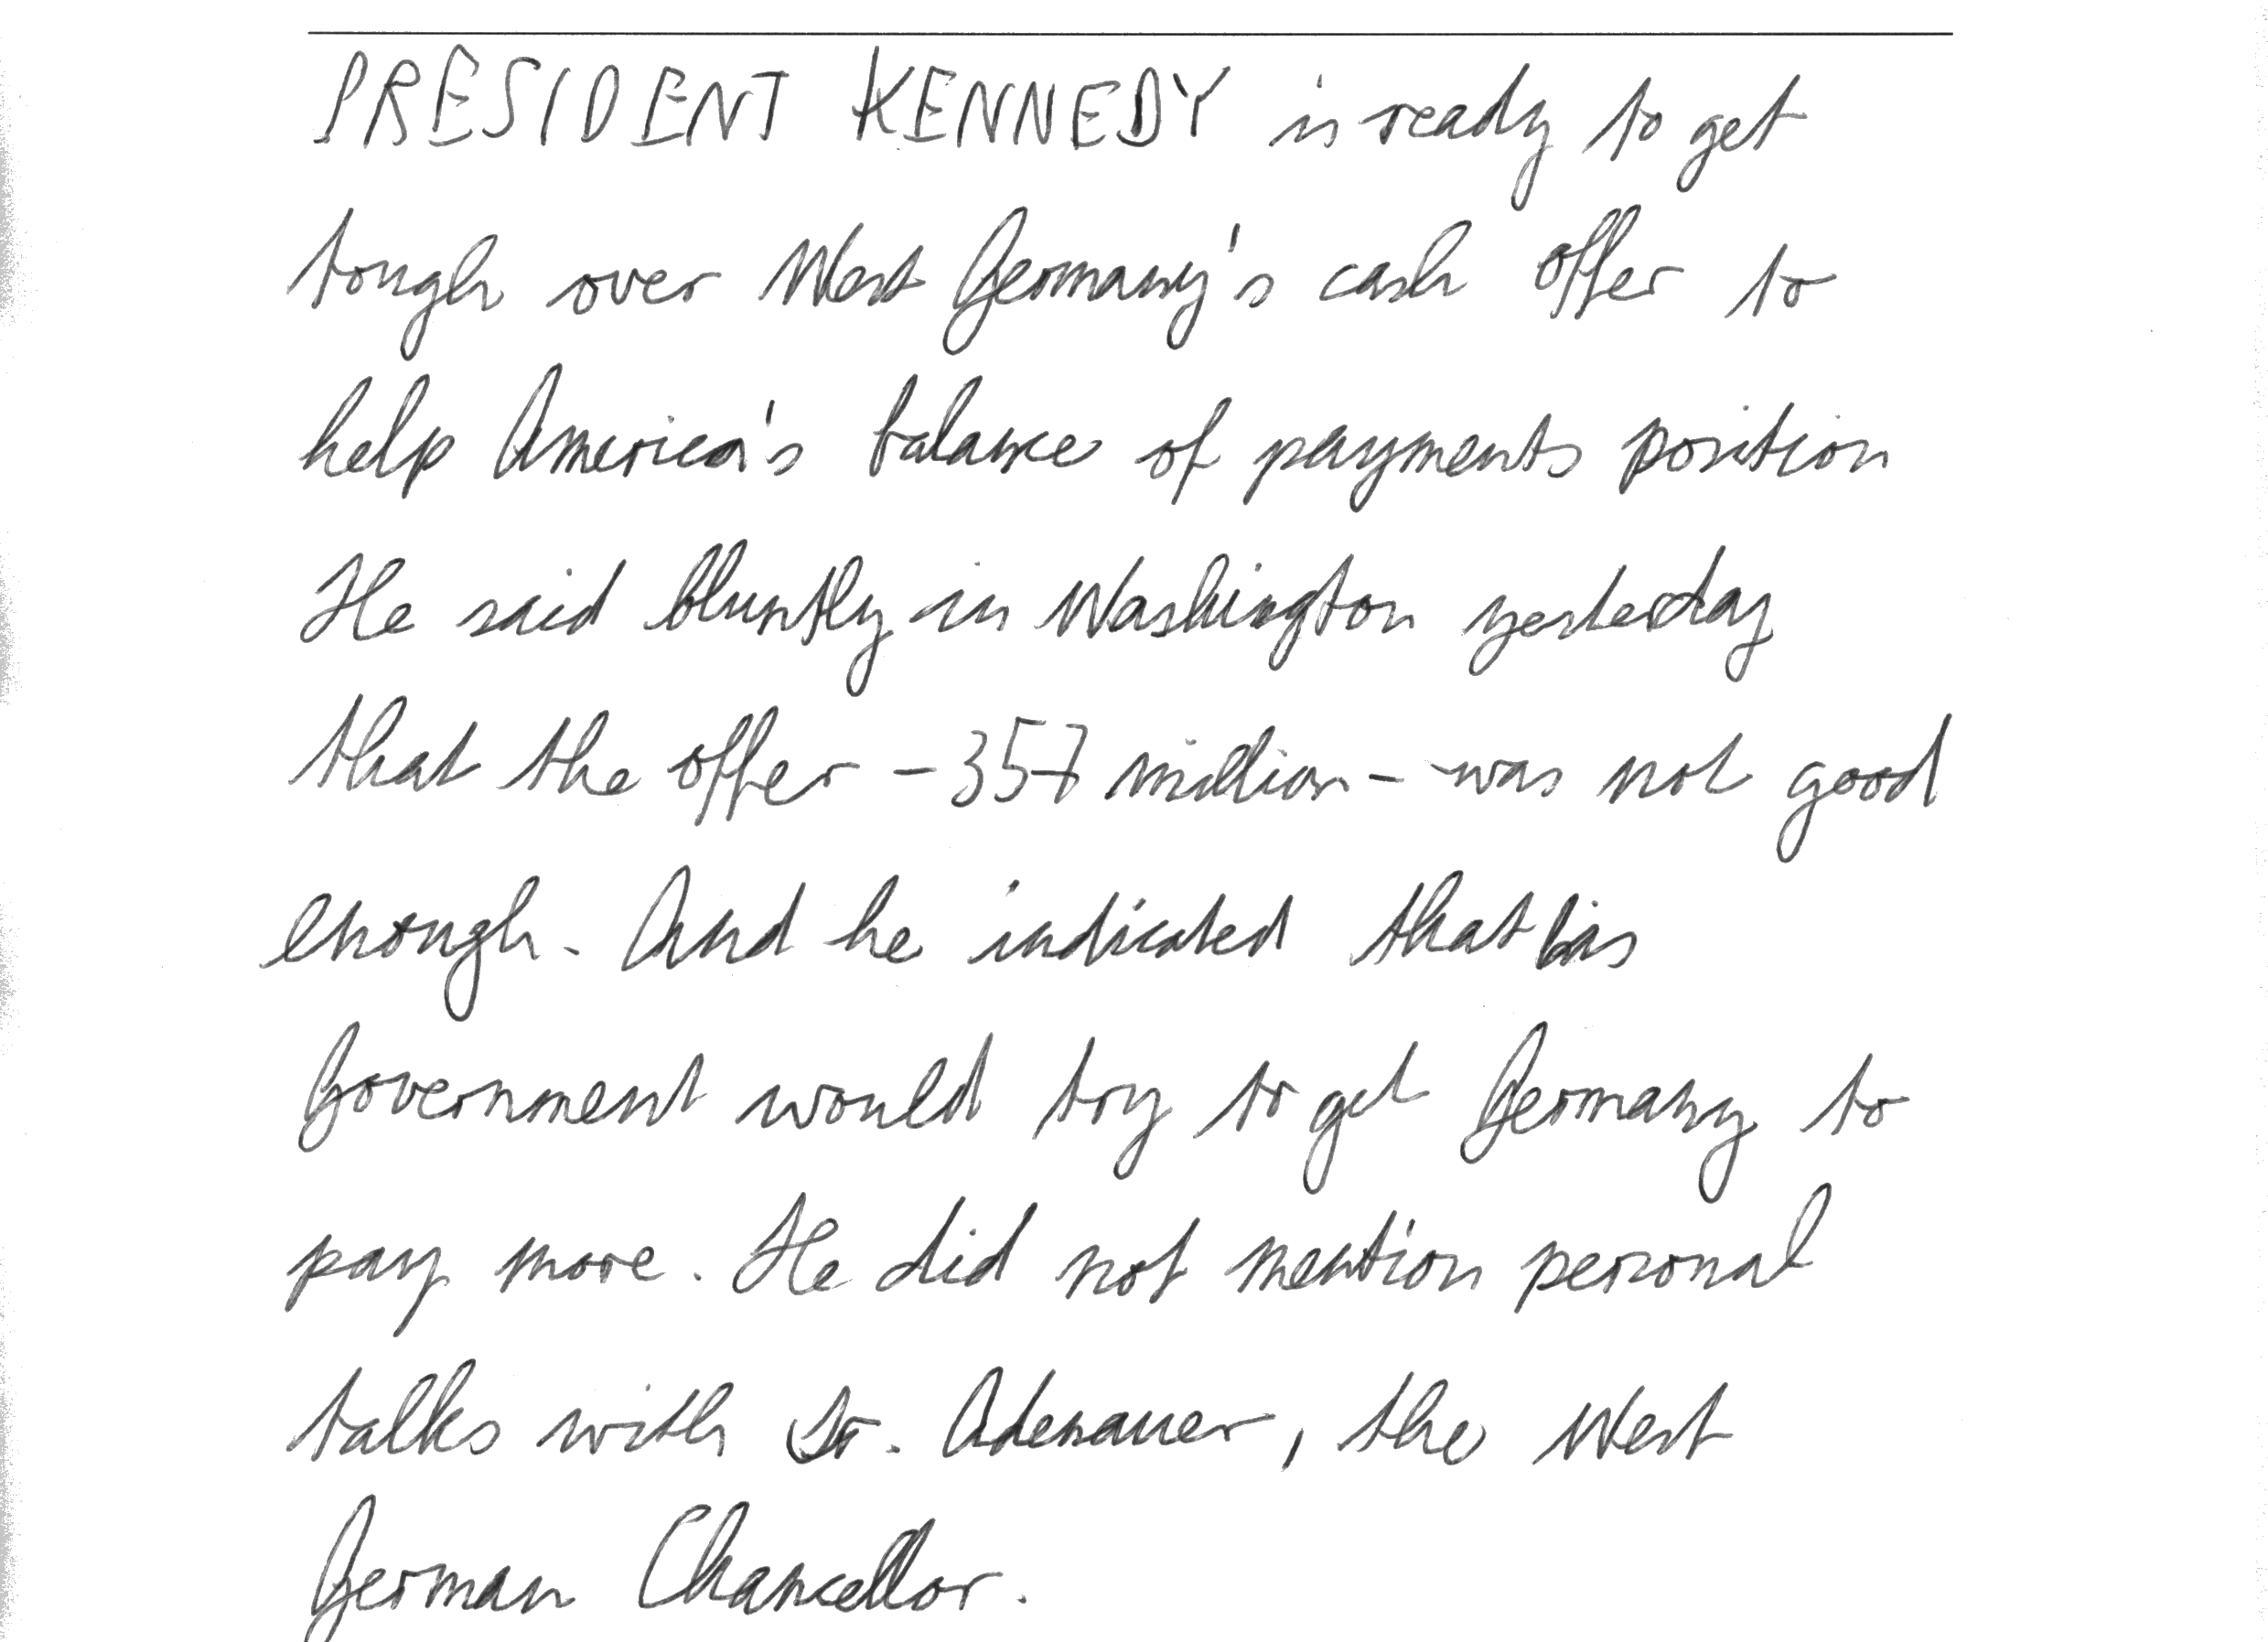 PRESIDENT KENNEDY is ready to get
tough over West Germany's cash offer to
help America's balance of payments position
He said bluntly in Washington yesterday
that the offer - 357 million - was not good
enough. And he indicated that his
Government would try to get Germany to
pay more. He did not mention personal
talks with Dr. Adenauer, the West
German Chancellor.